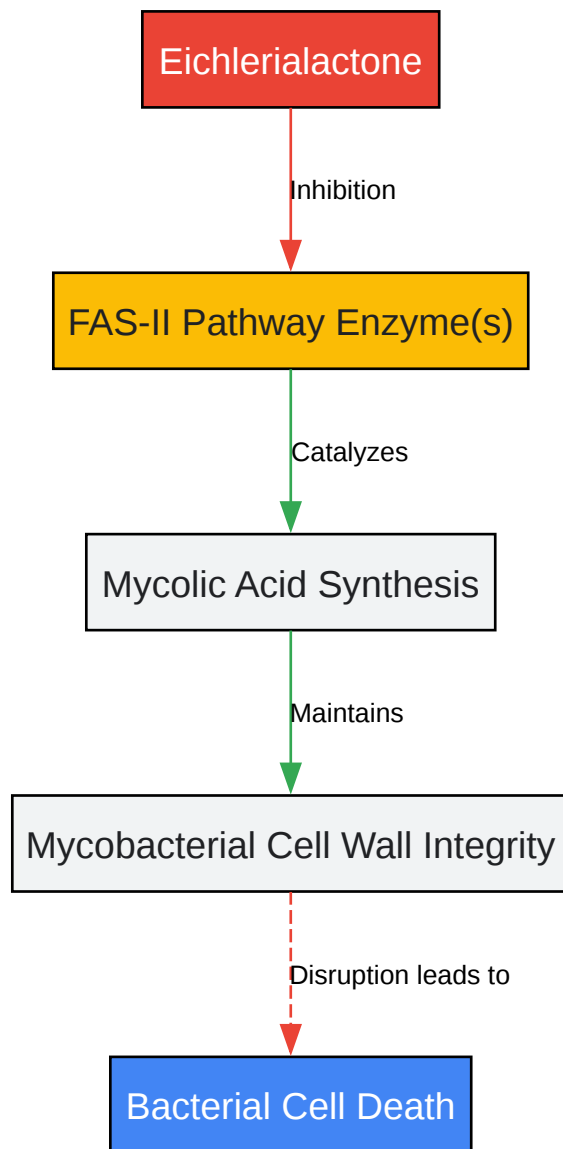 Eichlerialactone
Inhibition
FAS-II Pathway Enzyme(s)
Catalyzes
Mycolic Acid Synthesis
Maintains
Mycobacterial Cell Wall Integrity
Disruption leads to
Bacterial Cell Death